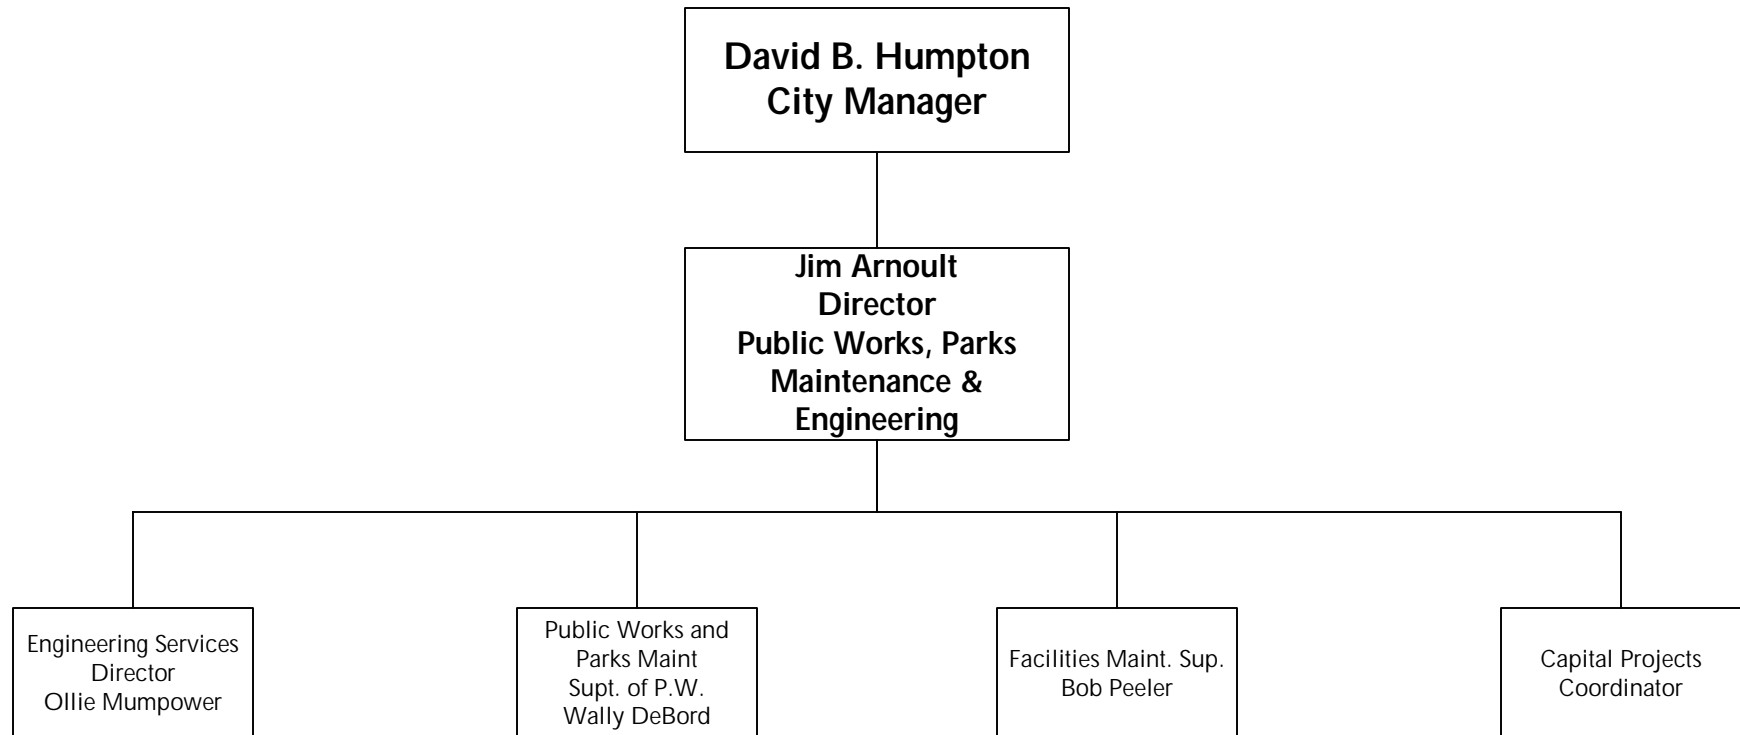 David B. Humpton
City Manager
Jim Arnoult
Director
Public Works, Parks
Maintenance &
Engineering
Engineering Services
Director
Ollie Mumpower
Public Works and
Parks Maint
Supt. of P.W.
Wally DeBord
Facilities Maint. Sup.
Bob Peeler
Capital Projects
Coordinator